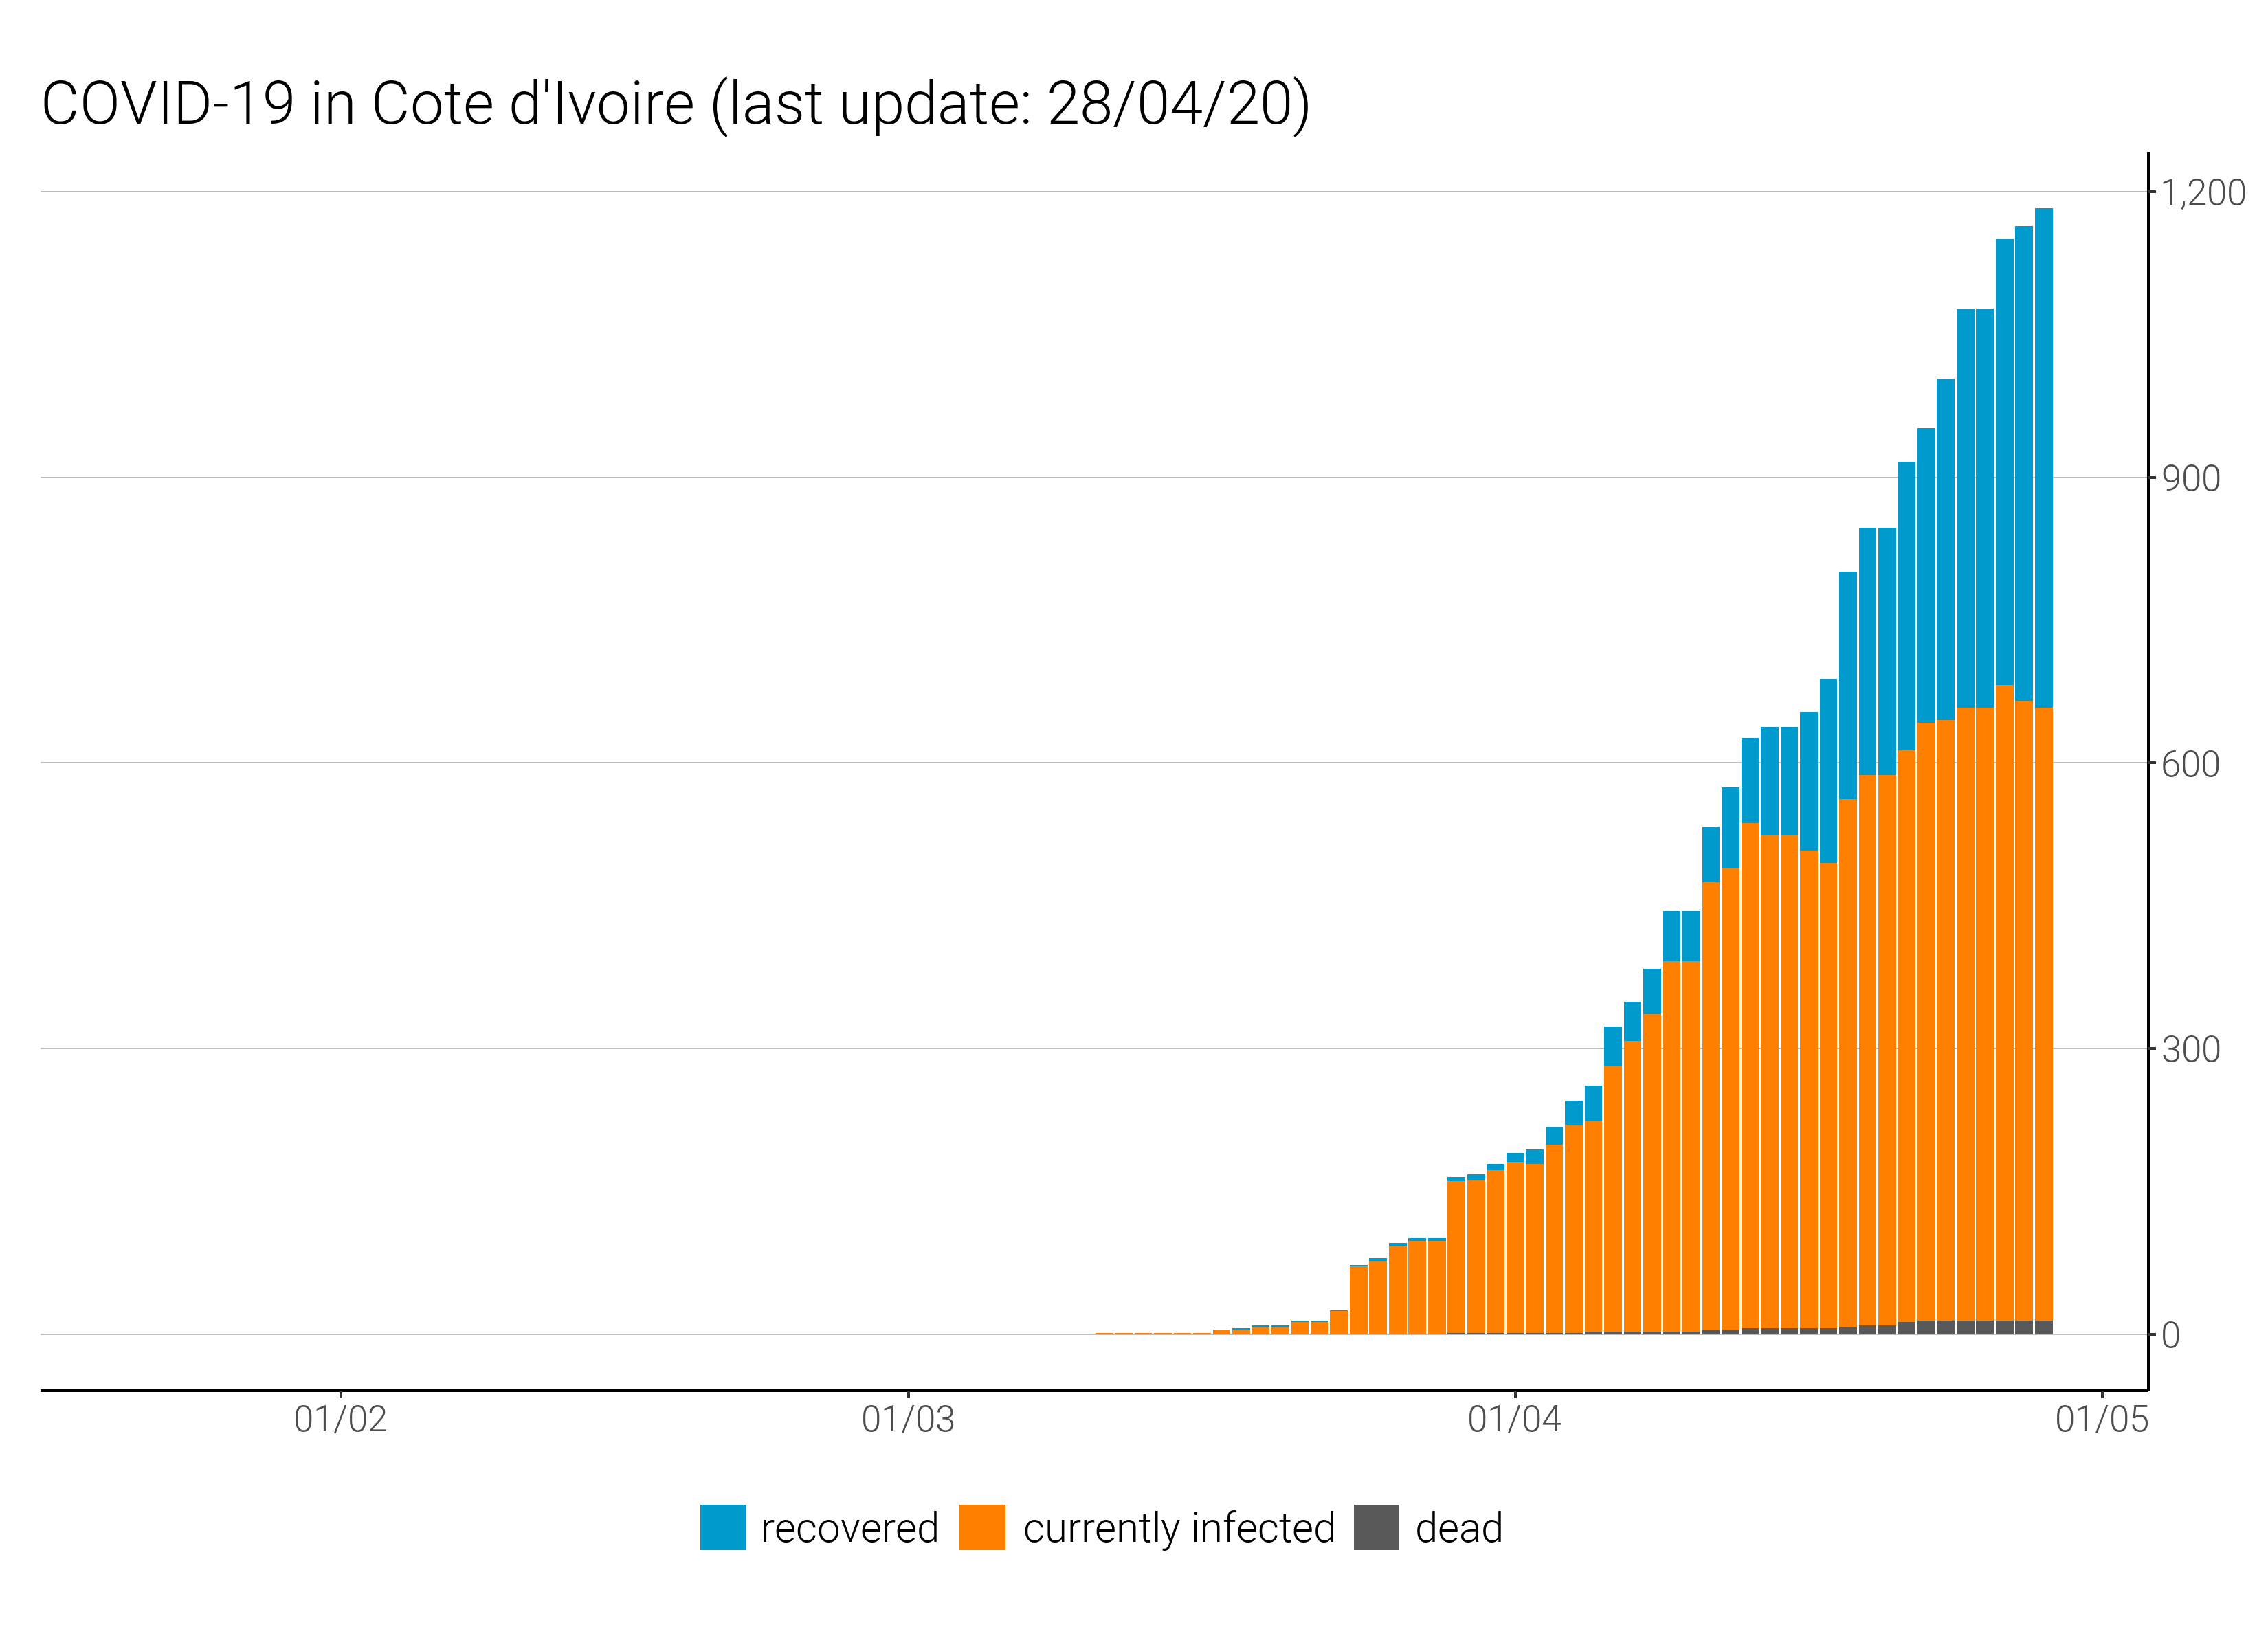 COVID-19 in Cote d'Ivoire (last update: 28/04/20)
1,200
900
600
300
0
01/02 01/03 01/04 01/05
recovered currently infected dead